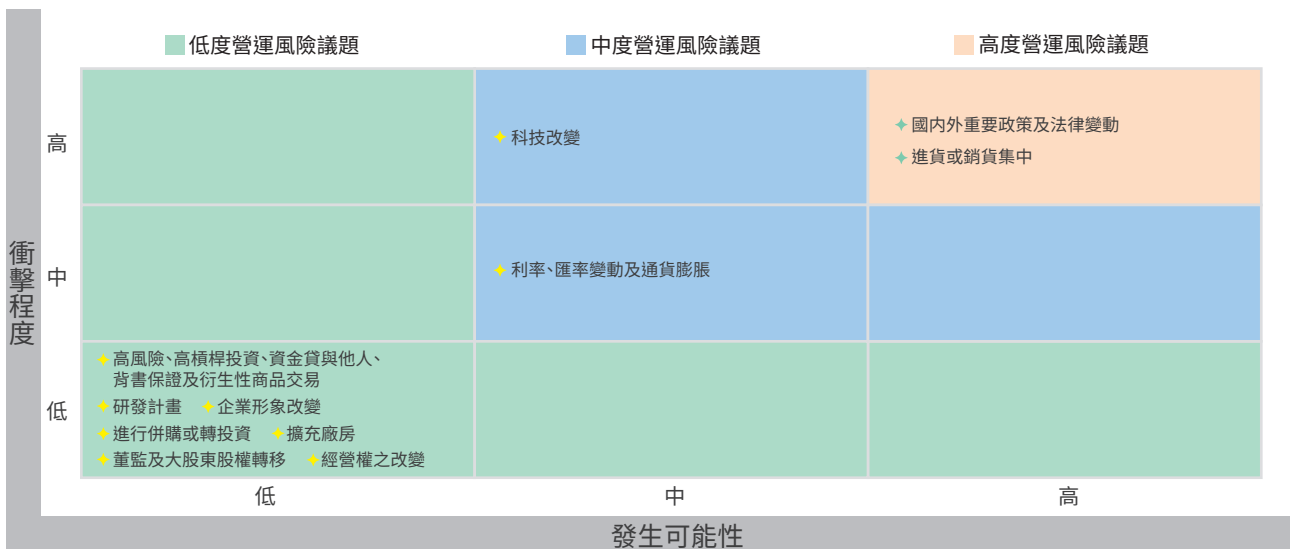 低度營運風險議題 中度營運風險議題 高度營運風險議題
衝擊程度
高
科技改變
國内外重要政策及法律變動
進貨或銷貨集中
中
利率、匯率變動及通貨膨脹
低
高風險、高槓桿投資、資金貸與他人、
背書保證及衍生性商品交易
研發計畫 企業形象改變
進行併購或轉投資 擴充廠房
董監及大股東股權轉移 經營權之改變
低 中 高
發生可能性